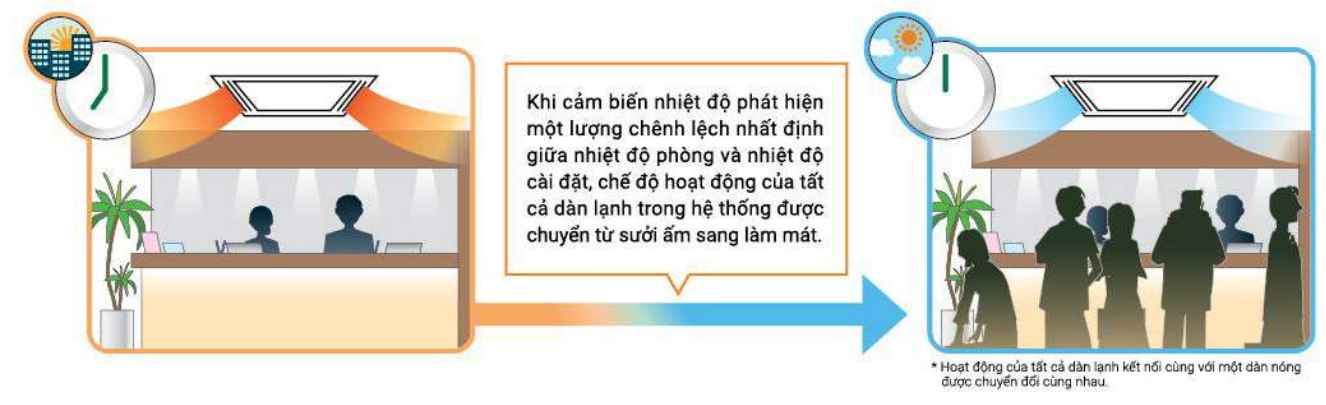 Khi cảm biến nhiệt độ phát hiện
một lượng chênh lệch nhất định
giữa nhiệt độ phòng và nhiệt độ
cài đặt, chế độ hoạt động của tất
cả dàn lạnh trong hệ thống được
chuyển từ sưởi ấm sang làm mát.
* Hoạt động của tất cả dàn lạnh kết nối cùng với một dàn nóng
được chuyển đổi cùng nhau.